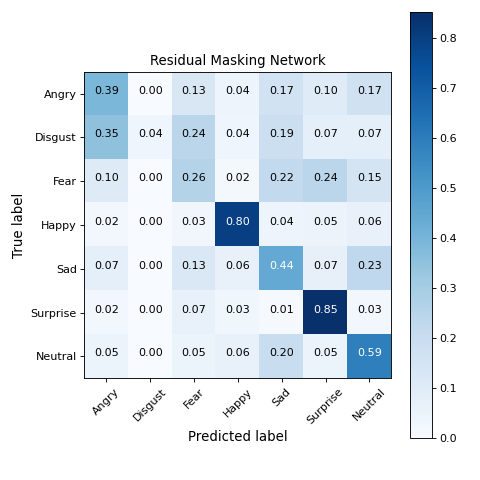 Residual Masking Network
Angry 0.39 0.00 0.13 0.04 0.17 0.10 0.17
Disgust 0.35 0.04 0.24 0.04 0.19 0.07 0.07
Fear 0.10 0.00 0.26 0.02 0.22 0.24 0.15
Happy 0.02 0.00 0.03 0.80 0.04 0.05 0.06
Sad 0.07 0.00 0.13 0.06 0.44 0.07 0.23
Surprise 0.02 0.00 0.07 0.03 0.01 0.85 0.03
Neutral 0.05 0.00 0.05 0.06 0.20 0.05 0.59
Angry Disgust Fear Happy Sad Surprise Neutral
True label
Predicted label
0.8
0.7
0.6
0.5
0.4
0.3
0.2
0.1
0.0